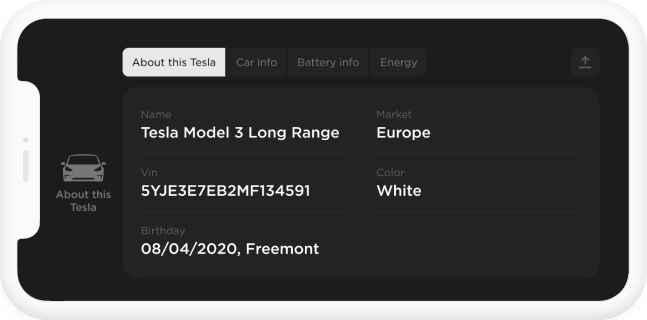 About this Tesla
Car info
Battery info
Energy
Name
Tesla Model 3 Long Range
Market
Europe
Vin
5YJE3E7EB2MF134591
Color
White
Birthday
08/04/2020, Freemont
About this
Tesla